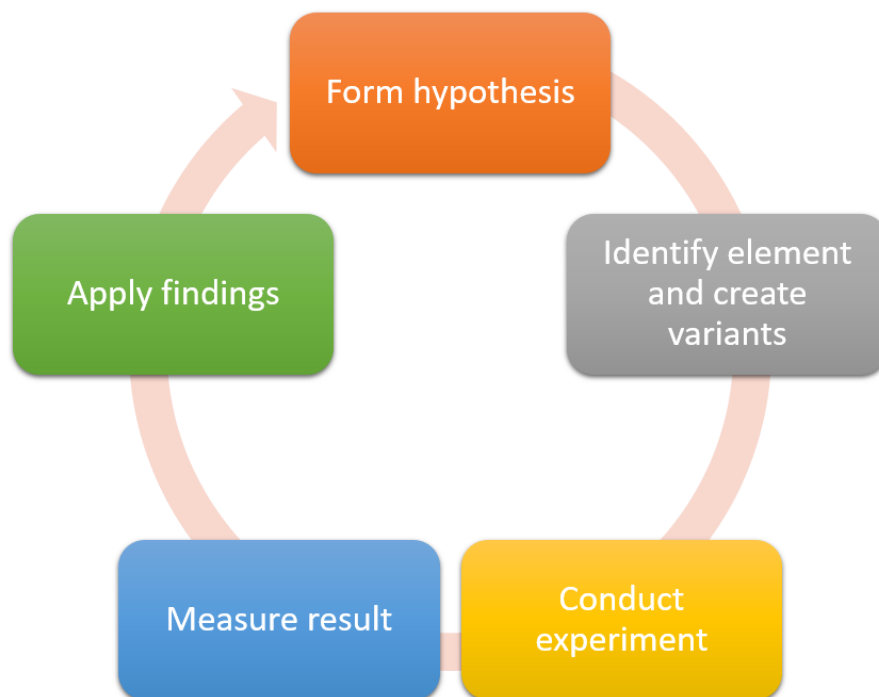 Form hypothesis
Identify element
and create
variants
Conduct
experiment
Measure result
Apply findings